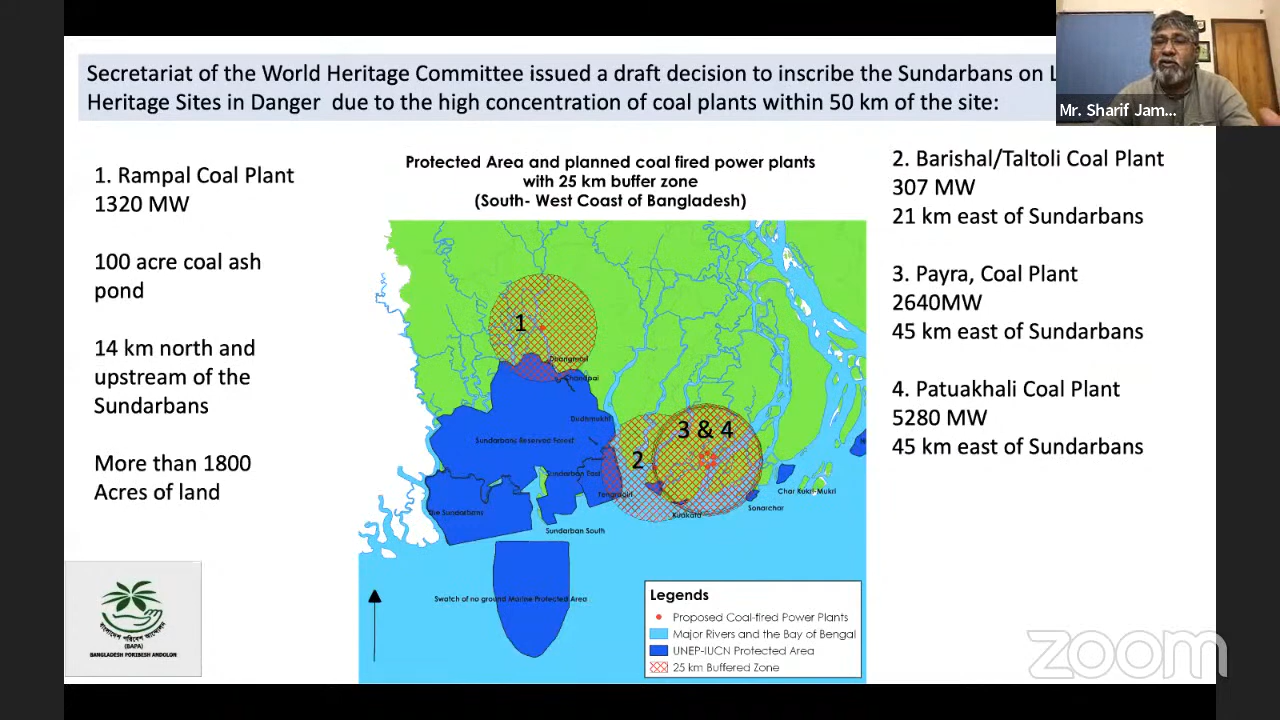 Secretariat of the World Heritage Committee issued a draft decision to inscribe the Sundarbans on
Heritage Sites in Danger due to the high concentration of coal plants within 50 km of the site:
Mr. Sharif Jam...
1. Rampal Coal Plant
1320 MW
100 acre coal ash
pond
14 km north and
upstream of the
Sundarbans
More than 1800
Acres of land
Protected Area and planned coal fired power plants
with 25 km buffer zone
(South- West Coast of Bangladesh)
1
Dhangmari
Chandpai
Dudhmukhi
Sundarbans Reserved Forest
3 & 4
2
Sundarban East
Tengragiri
The Sundarbans
Kuakata
Sonarchar
Char Kukri-Mukri
Sundarban South
Swatch of no ground Marine Protected Area
Legends
Proposed Coal-fired Power Plants
Major Rivers and the Bay of Bengal
UNEP-IUCN Protected Area
25 km Buffered Zone
2. Barishal/Taltoli Coal Plant
307 MW
21 km east of Sundarbans
3. Payra, Coal Plant
2640MW
45 km east of Sundarbans
4. Patuakhali Coal Plant
5280 MW
45 km east of Sundarbans
বাংলাদেশ পরিবেশ আন্দোলন
(BAPA)
BANGLADESH PORIBESH ANDOLON
zoom